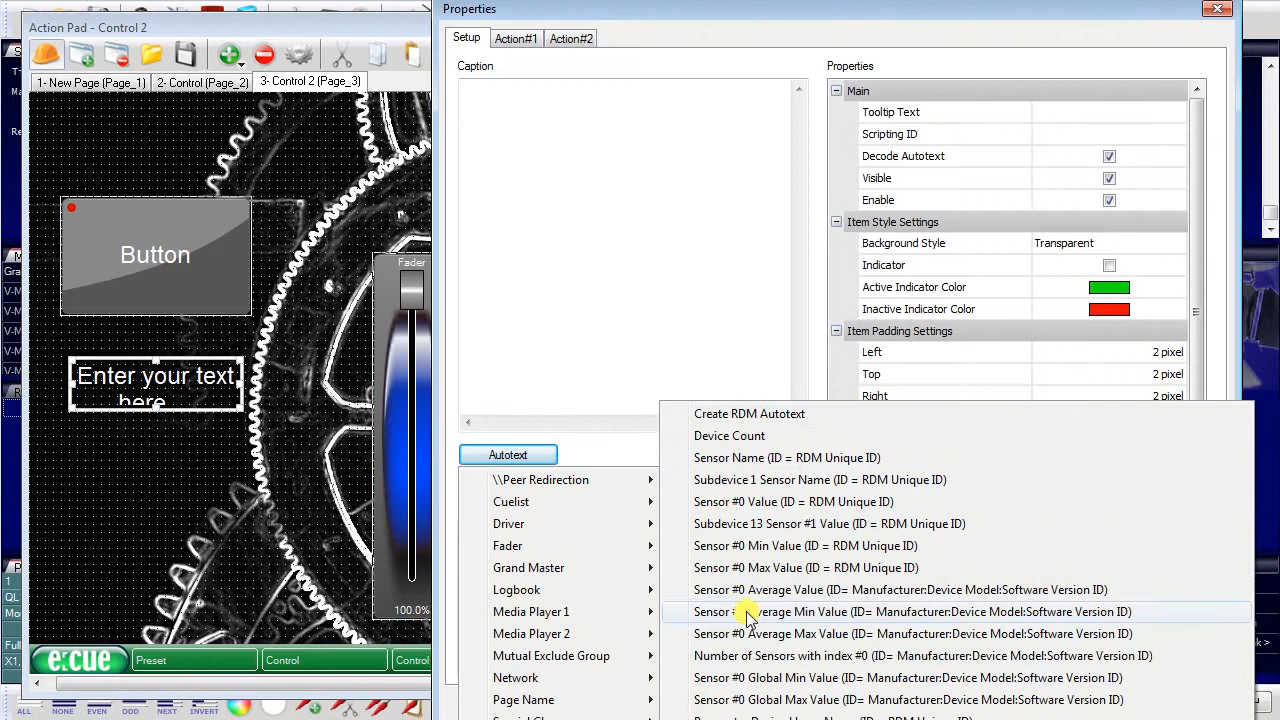 Action Pad - Control 2
1- New Page (Page_1)
2- Control (Page_2)
3- Control 2 (Page_3)
Button
Enter your text
here
Fader
100.0%
e:cue
Preset
Control
Control
ALL
NONE
EVEN
ODD
NEXT
INVERT
Properties
Setup
Action#1
Action#2
Caption
Properties
Main
Tooltip Text
Scripting ID
Decode Autotext
Visible
Enable
Item Style Settings
Background Style Transparent
Indicator
Active Indicator Color
Inactive Indicator Color
Item Padding Settings
Left 2 pixel
Top 2 pixel
Right 2 pixel
Autotext
\\Peer Redirection
Cuelist
Driver
Fader
Grand Master
Logbook
Media Player 1
Media Player 2
Mutual Exclude Group
Network
Page Name
Create RDM Autotext
Device Count
Sensor Name (ID = RDM Unique ID)
Subdevice 1 Sensor Name (ID = RDM Unique ID)
Sensor #0 Value (ID = RDM Unique ID)
Subdevice 13 Sensor #1 Value (ID = RDM Unique ID)
Sensor #0 Min Value (ID = RDM Unique ID)
Sensor #0 Max Value (ID = RDM Unique ID)
Sensor #0 Average Value (ID= Manufacturer:Device Model:Software Version ID)
Average Min Value (ID= Manufacturer:Device Model:Software Version ID)
Sensor #0 Average Max Value (ID= Manufacturer:Device Model:Software Version ID)
Number of Sensors with index #0 (ID= Manufacturer:Device Model:Software Version ID)
Sensor #0 Global Min Value (ID= Manufacturer:Device Model:Software Version ID)
Sensor #0 Global Max Value (ID= Manufacturer:Device Model:Software Version ID)